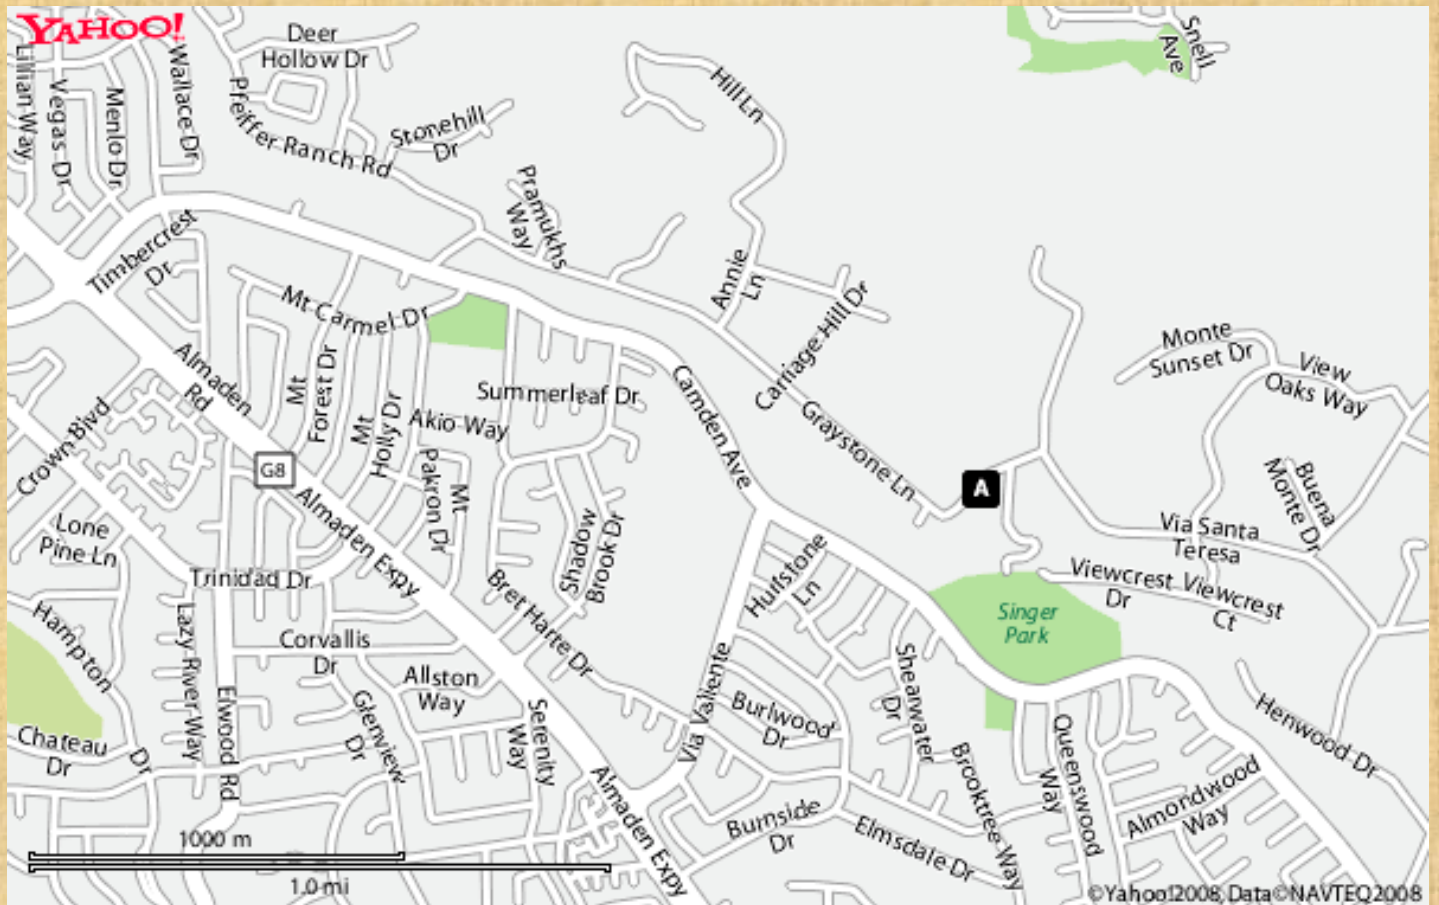 YAHOO!
Deer
Hollow Dr
Snell
Ave
Lillian Way
Vegas Dr
Menlo Dr
Wallace Dr
Pfeiffer Ranch Rd
Stonehill
Dr
Hill Ln
Pramukhs
Way
Timbercrest
Dr
Annie
Ln
Mt Carmel Dr
Carriage Hill Dr
Monte
Sunset Dr
View
Oaks Way
Almaden
Rd
Mt
Forest Dr
Mt
Holly Dr
Summerleaf Dr
Akio Way
Camden Ave
Graystone Ln
Crown Blvd
G8
Mt
Pakron Dr
A
Buena
Monte Dr
Lone
Pine Ln
Almaden Expy
Shadow
Brook Dr
Via Santa
Teresa
Trinidad Dr
Bret Harte Dr
Hullstone
Ln
Viewcrest
Dr
Viewcrest
Ct
Singer
Park
Hampton
Dr
Lazy River Way
Corvallis
Dr
Allston
Way
Shearwater
Dr
Elwood Rd
Glenview
Dr
Serenity
Way
Via Valiente
Burlwood
Dr
Henwood Dr
Chateau
Dr
Queenswood
Way
Brooktree Way
Almondwood
Way
Almaden Expy
Burnside
Dr
Elmsdale Dr
1000 m
1.0 mi
©Yahoo!2008, Data©NAVTEQ2008